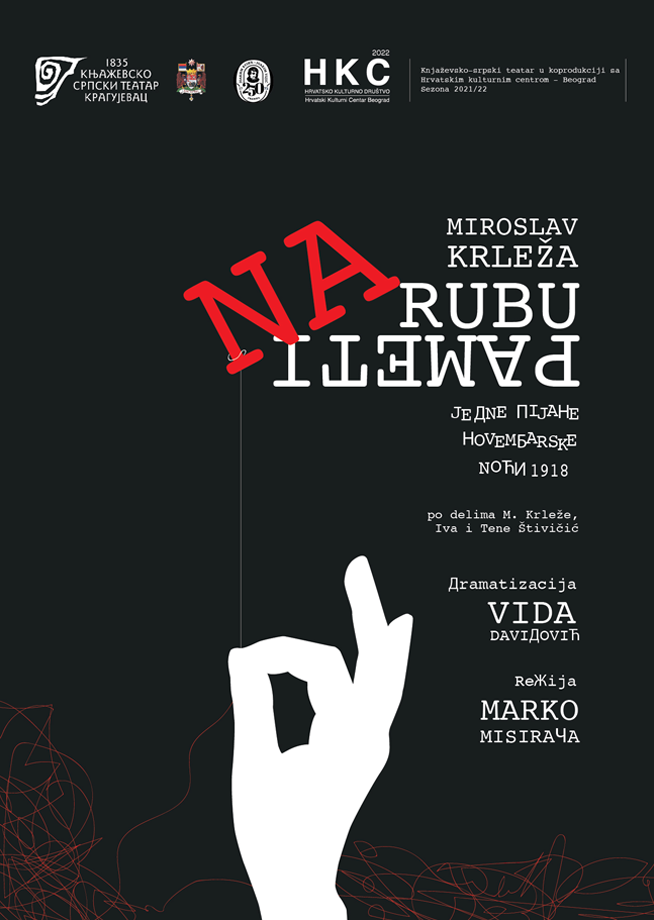 1835
КЊАЖЕВСКО
СРПСКИ ТЕАТАР
КРАГУЈЕВАЦ
2022
HKC
HRVATSKO KULTURNO DRUŠTVO
Hrvatski Kulturni Centar Beograd
Knjaževsko-srpski teatar u koprodukciji sa
Hrvatskim kulturnim centrom - Beograd
Sezona 2021/22
MIROSLAV
KRLEŽA
NA RUBU
PAMETI
JEДNE ПIJAHE
HOVEMБARSKE
NOЋИ 1918
po delima M. Krleže,
Iva i Tene Štivičić
Дramatizacija
VIDA
DAVIДOVIЋ
ReЖija
MARKO
MISIRAЧA